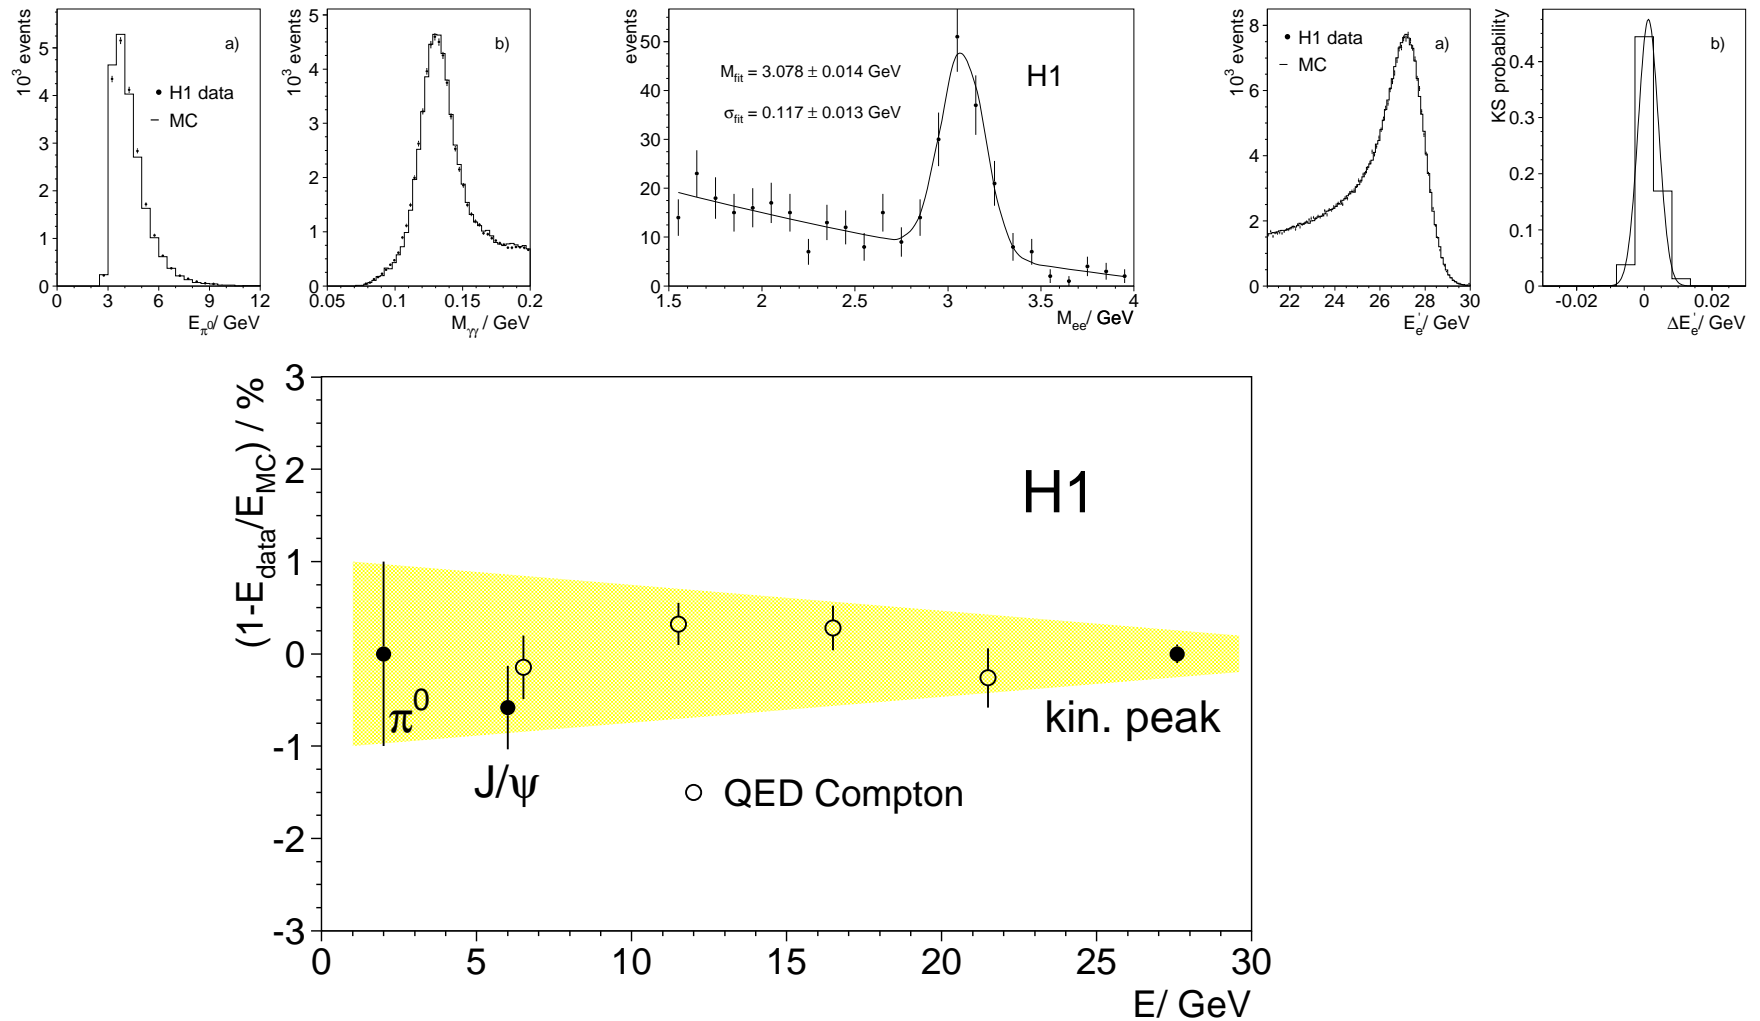 10³ events
5
4
3
2
1
0
0
3
6
9
12
E_π⁰/ GeV
a)
H1 data
MC
10³ events
5
4
3
2
1
0
0.05
0.1
0.15
0.2
M_γγ/ GeV
b)
events
50
40
30
20
10
0
1.5
2
2.5
3
3.5
4
M_ee/ GeV
M_fit = 3.078 ± 0.014 GeV
σ_fit = 0.117 ± 0.013 GeV
H1
10³ events
8
6
4
2
0
22
24
26
28
30
E_e'/ GeV
H1 data
MC
a)
KS probability
0.4
0.3
0.2
0.1
0
-0.02
0
0.02
ΔE_e'/ GeV
b)
(1-E_data/E_MC) / %
3
2
1
0
-1
-2
-3
0
5
10
15
20
25
30
E/ GeV
H1
π⁰
J/ψ
kin. peak
QED Compton